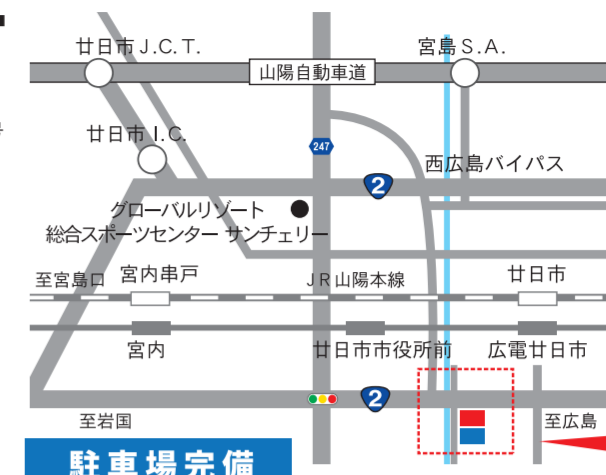 廿日市J.C.T.
宮島S.A.
山陽自動車道
廿日市I.C.
247
西広島バイパス
2
グローバルリゾート
総合スポーツセンター サンチェリー
至宮島口
宮内串戸
JR山陽本線
廿日市
宮内
廿日市市役所前
広電廿日市
2
至岩国
至広島
駐車場完備